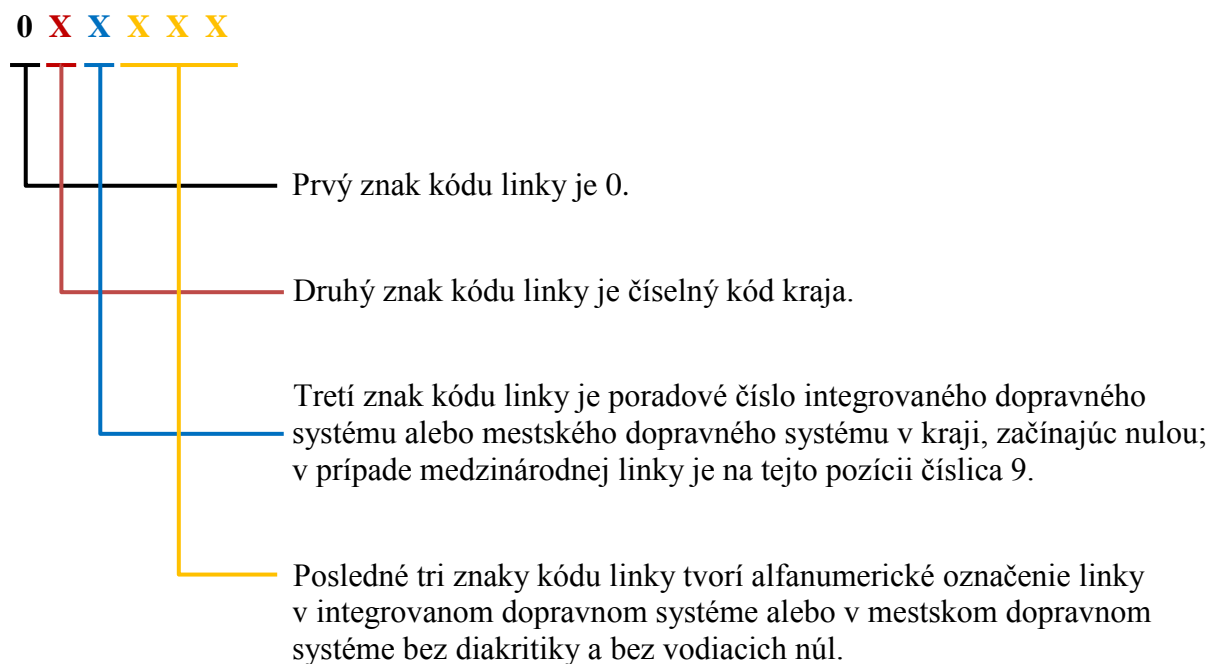 0 X X X X X
Prvý znak kódu linky je 0.
Druhý znak kódu linky je číselný kód kraja.
Tretí znak kódu linky je poradové číslo integrovaného dopravného
systému alebo mestského dopravného systému v kraji, začínajúc nulou;
v prípade medzinárodnej linky je na tejto pozícii číslica 9.
Posledné tri znaky kódu linky tvorí alfanumerické označenie linky
v integrovanom dopravnom systéme alebo v mestskom dopravnom
systéme bez diakritiky a bez vodiacich núl.